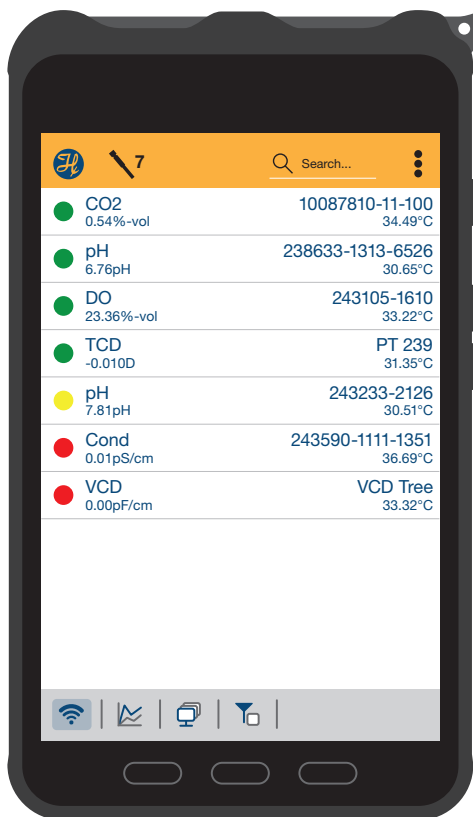 H 7 Search...
CO2 10087810-11-100
0.54%-vol 34.49°C
pH 238633-1313-6526
6.76pH 30.65°C
DO 243105-1610
23.36%-vol 33.22°C
TCD PT 239
-0.010D 31.35°C
pH 243233-2126
7.81pH 30.51°C
Cond 243590-1111-1351
0.01pS/cm 36.69°C
VCD VCD Tree
0.00pF/cm 33.32°C